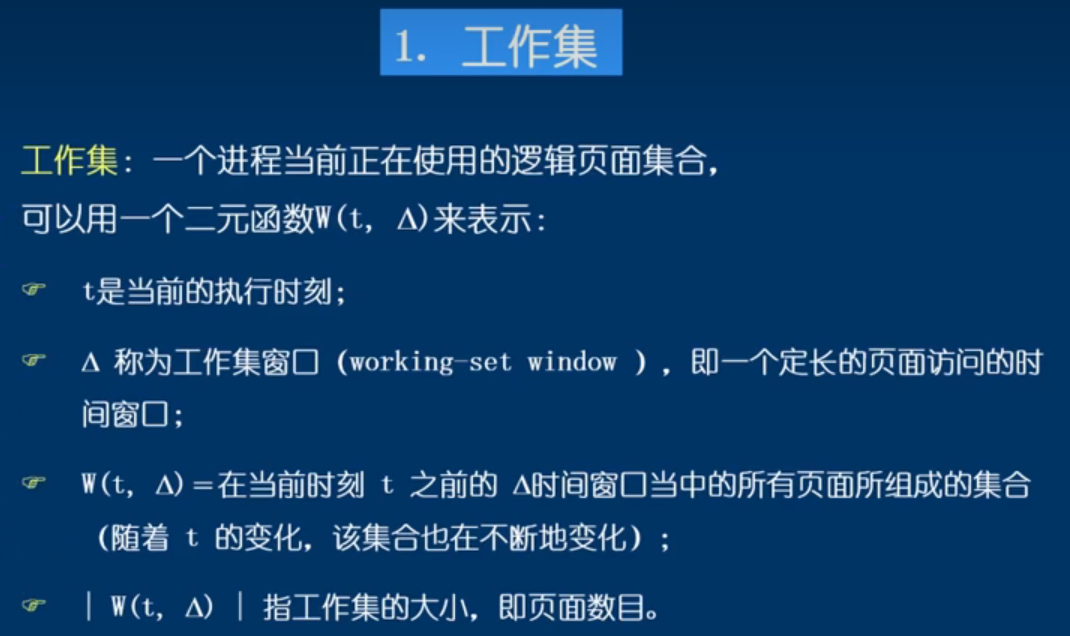 1. 工作集
工作集: 一个进程当前正在使用的逻辑页面集合,
可以用一个二元函数W(t, Δ)来表示:
☞ t是当前的执行时刻;
☞ Δ 称为工作集窗口 (working-set window ) ,即一个定长的页面访问的时
间窗口;
☞ W(t, Δ)=在当前时刻 t 之前的 Δ时间窗口当中的所有页面所组成的集合
(随着 t 的变化, 该集合也在不断地变化) ;
☞ | W(t, Δ) | 指工作集的大小, 即页面数目。